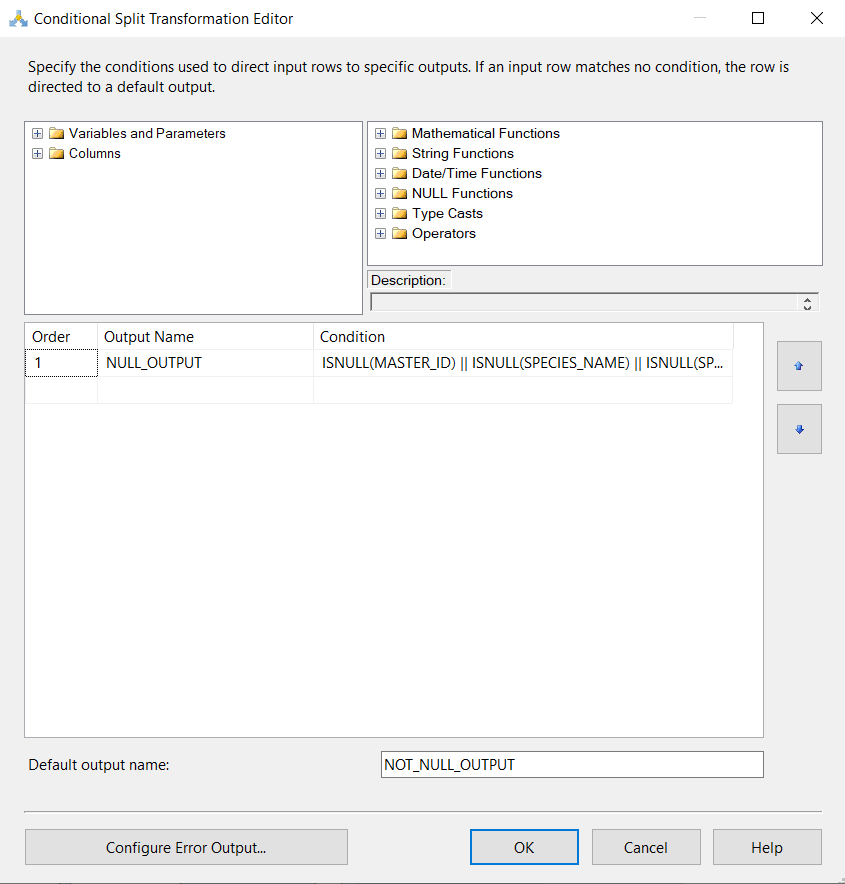 Conditional Split Transformation Editor
Specify the conditions used to direct input rows to specific outputs. If an input row matches no condition, the row is
directed to a default output.
Variables and Parameters
Columns
Mathematical Functions
String Functions
Date/Time Functions
NULL Functions
Type Casts
Operators
Description:
Order Output Name Condition
1 NULL_OUTPUT ISNULL(MASTER_ID) || ISNULL(SPECIES_NAME) || ISNULL(SP...
Default output name: NOT_NULL_OUTPUT
Configure Error Output... OK Cancel Help